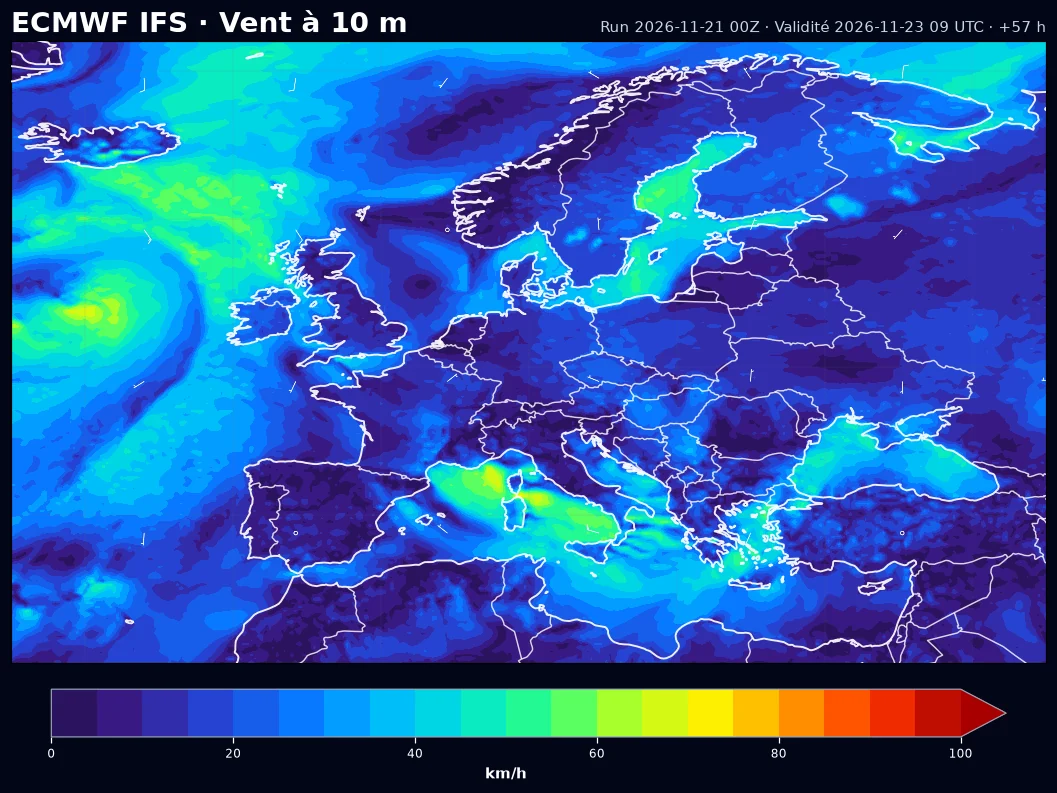 ECMWF IFS · Vent à 10 m
Run 2026-11-21 00Z · Validité 2026-11-23 09 UTC · +57 h
0 20 40 60 80 100
km/h